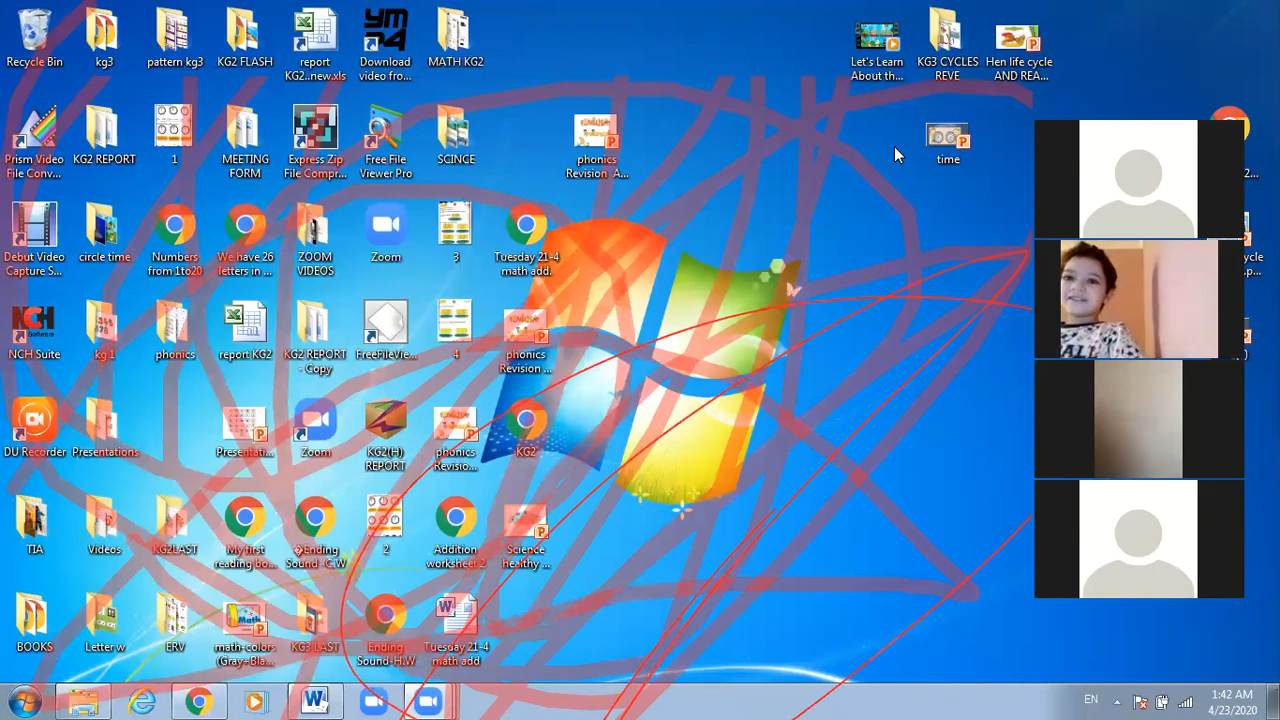 Recycle Bin
kg3
pattern kg3
KG2 FLASH
report
KG2..new.xls
YM
Download
video fro...
MATH KG2
Let's Learn
About th...
KG3 CYCLES
REVE
Hen life cycle
AND REA...
Prism Video
File Conv...
KG2 REPORT
1
MEETING
FORM
Express Zip
File Compr...
Free File
Viewer Pro
SCINCE
phonics
Revision A...
time
2...
Debut Video
Capture S...
circle time
Numbers
from 1to20
We have 26
letters in ...
ZOOM
VIDEOS
Zoom
3
Tuesday 21-4
math add.
NCH
NCH Suite
kg 1
phonics
report KG2
KG2 REPORT
- Copy
FreeFileVie...
4
phonics
Revision ...
DU Recorder
Presentations
Presentati...
Zoom
KG2(H)
REPORT
phonics
Revisio...
KG2
TIA
Videos
KG2LAST
My first
reading bo...
�Ending
Sound -C.W
2
Addition
worksheet 2
Science
healthy ...
BOOKS
Letter w
ERV
Math
math-colors
(Gray+Bla...
KG3 LAST
Ending
Sound-H.W
Tuesday 21-4
math add
EN
1:42 AM
4/23/2020